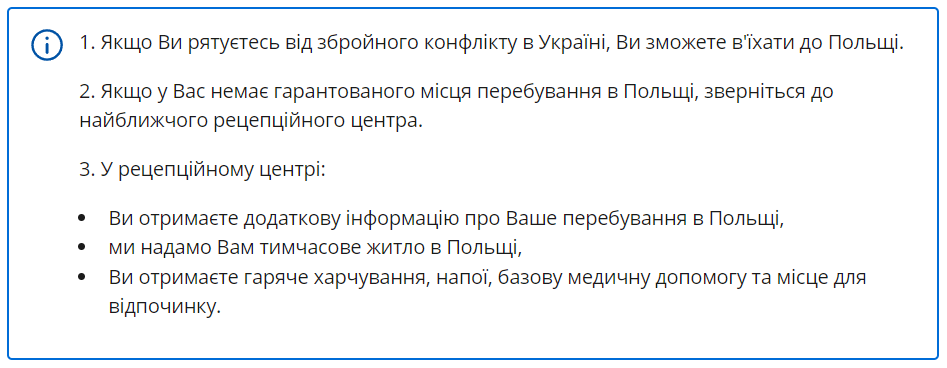 1. Якщо Ви рятуєтесь від збройного конфлікту в Україні, Ви зможете в'їхати до Польщі.
2. Якщо у Вас немає гарантованого місця перебування в Польщі, зверніться до
найближчого рецепційного центра.
3. У рецепційному центрі:
• Ви отримаєте додаткову інформацію про Ваше перебування в Польщі,
• ми надамо Вам тимчасове житло в Польщі,
• Ви отримаєте гаряче харчування, напої, базову медичну допомогу та місце для
відпочинку.